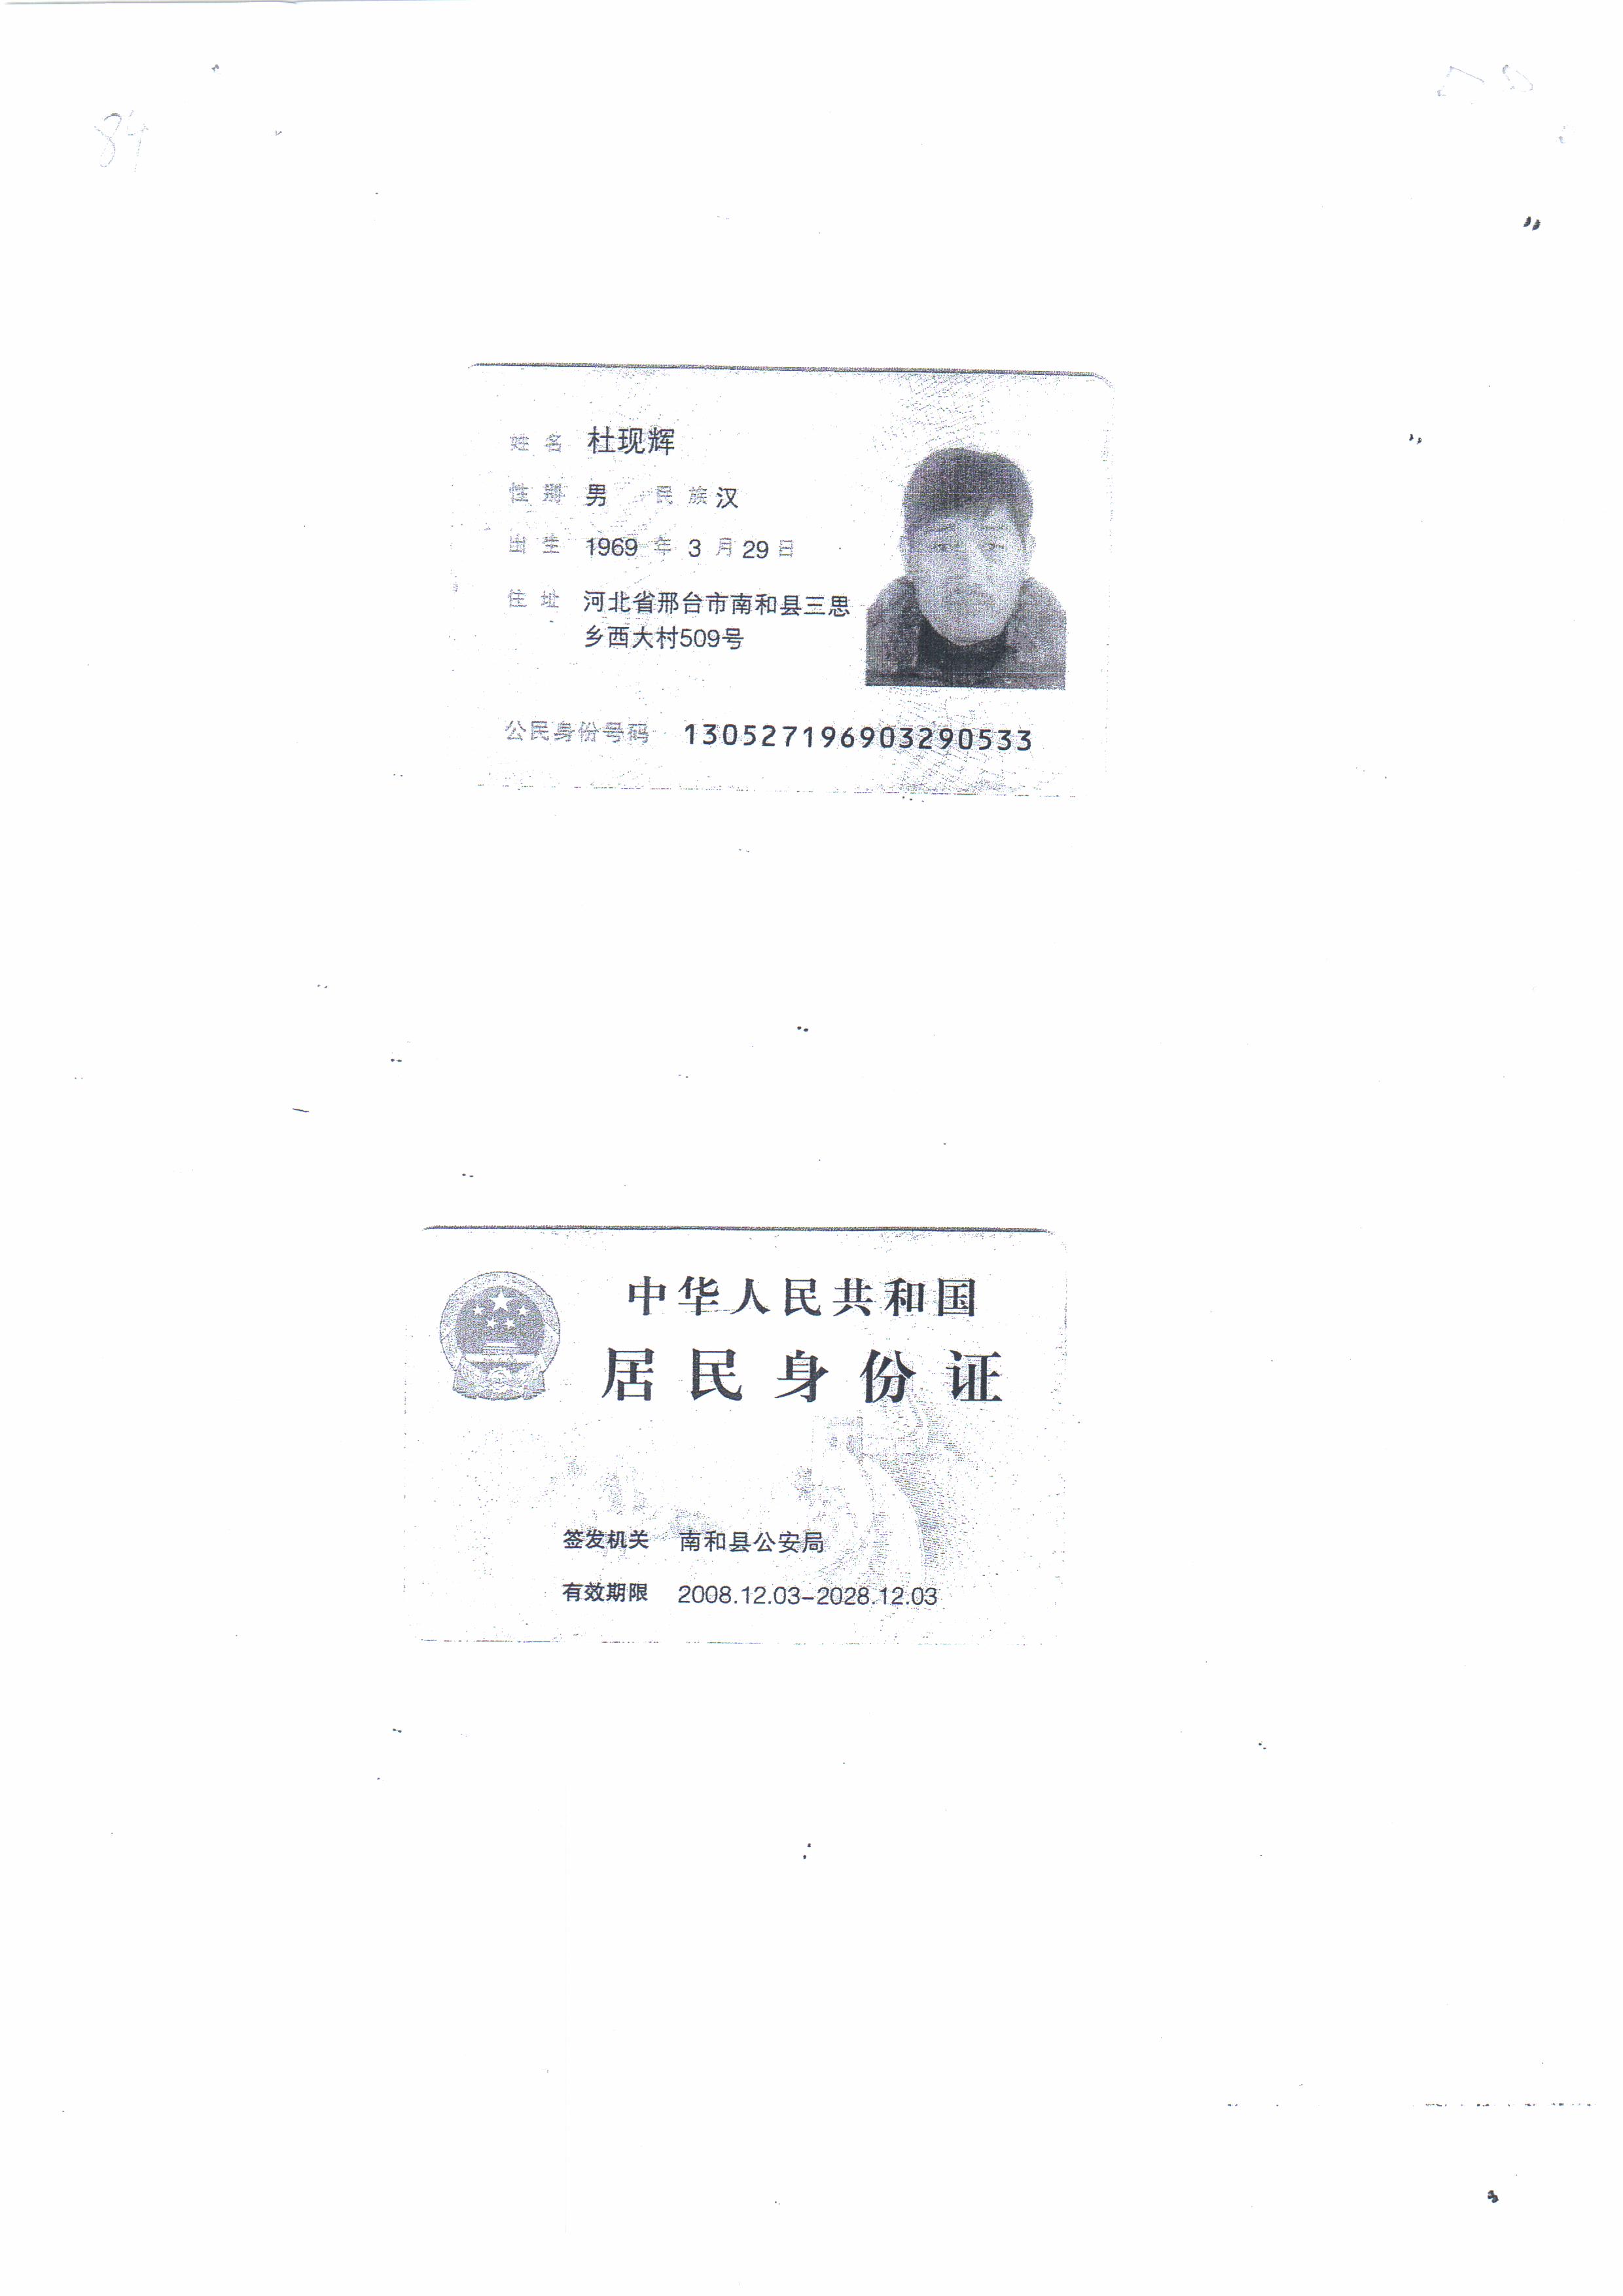 84
姓名 杜现辉
性别 男 民族 汉
出生 1969 年 3 月 29 日
住址 河北省邢台市南和县三思
乡西大村509号
公民身份号码 130527196903290533
中华人民共和国
居民身份证
签发机关 南和县公安局
有效期限 2008.12.03-2028.12.03